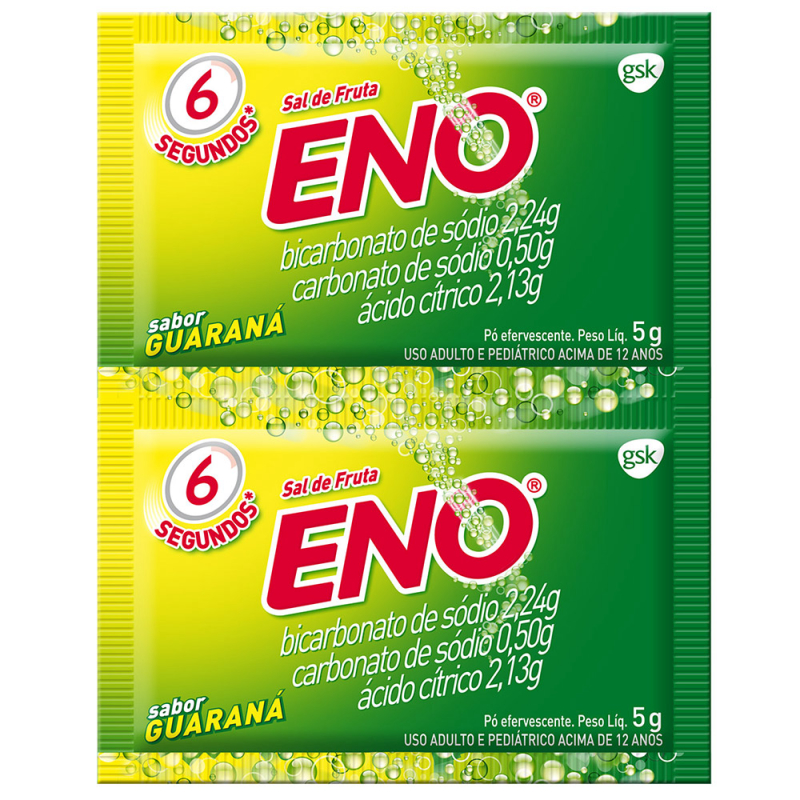 6
SEGUNDOS*
gsk
Sal de Fruta
ENO®
bicarbonato de sódio 2,24g
carbonato de sódio 0,50g
ácido cítrico 2,13g
sabor
GUARANÁ
Pó efervescente. Peso Líq. 5 g
USO ADULTO E PEDIÁTRICO ACIMA DE 12 ANOS
6
SEGUNDOS*
gsk
Sal de Fruta
ENO®
bicarbonato de sódio 2,24g
carbonato de sódio 0,50g
ácido cítrico 2,13g
sabor
GUARANÁ
Pó efervescente. Peso Líq. 5 g
USO ADULTO E PEDIÁTRICO ACIMA DE 12 ANOS